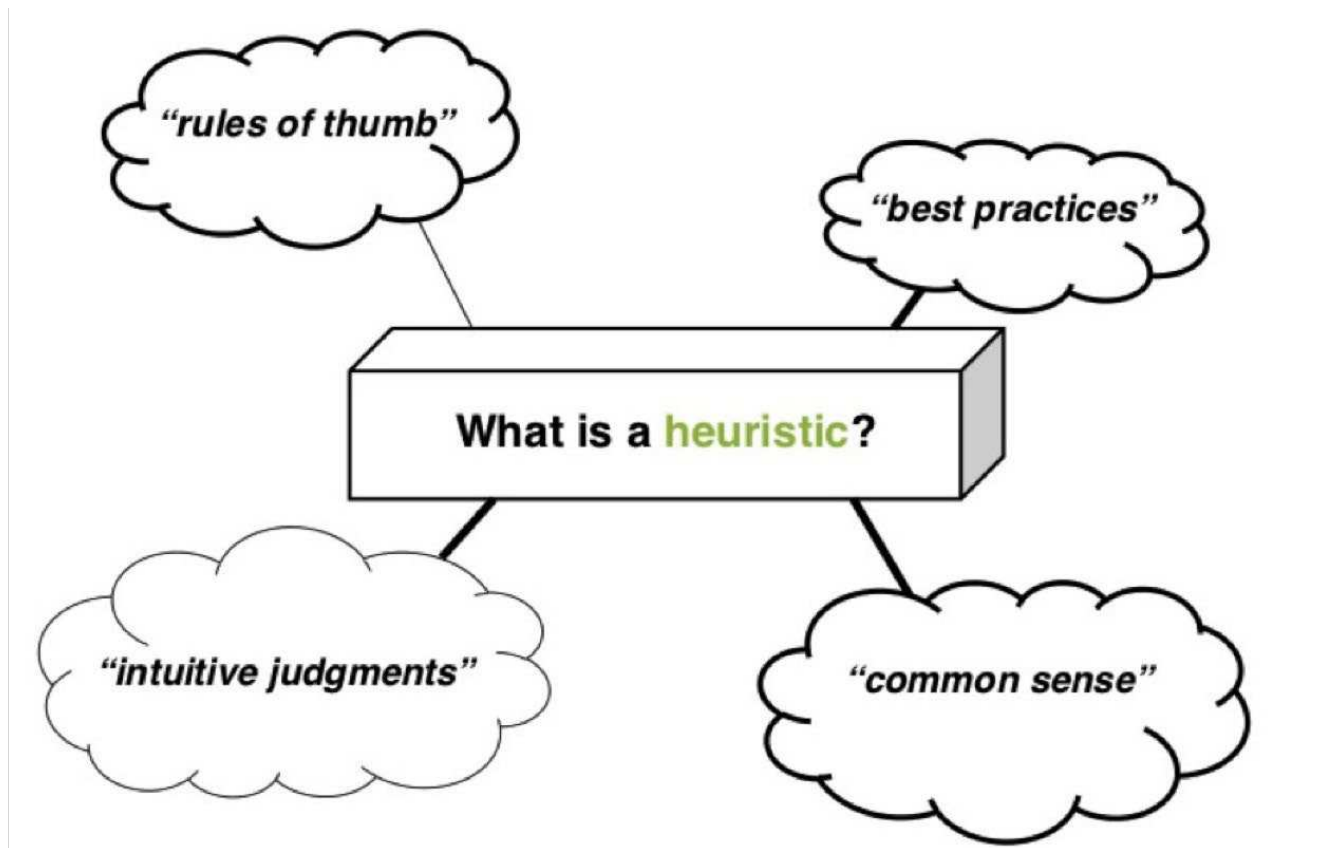 “rules of thumb”
“best practices”
What is a heuristic?
“intuitive judgments”
“common sense”